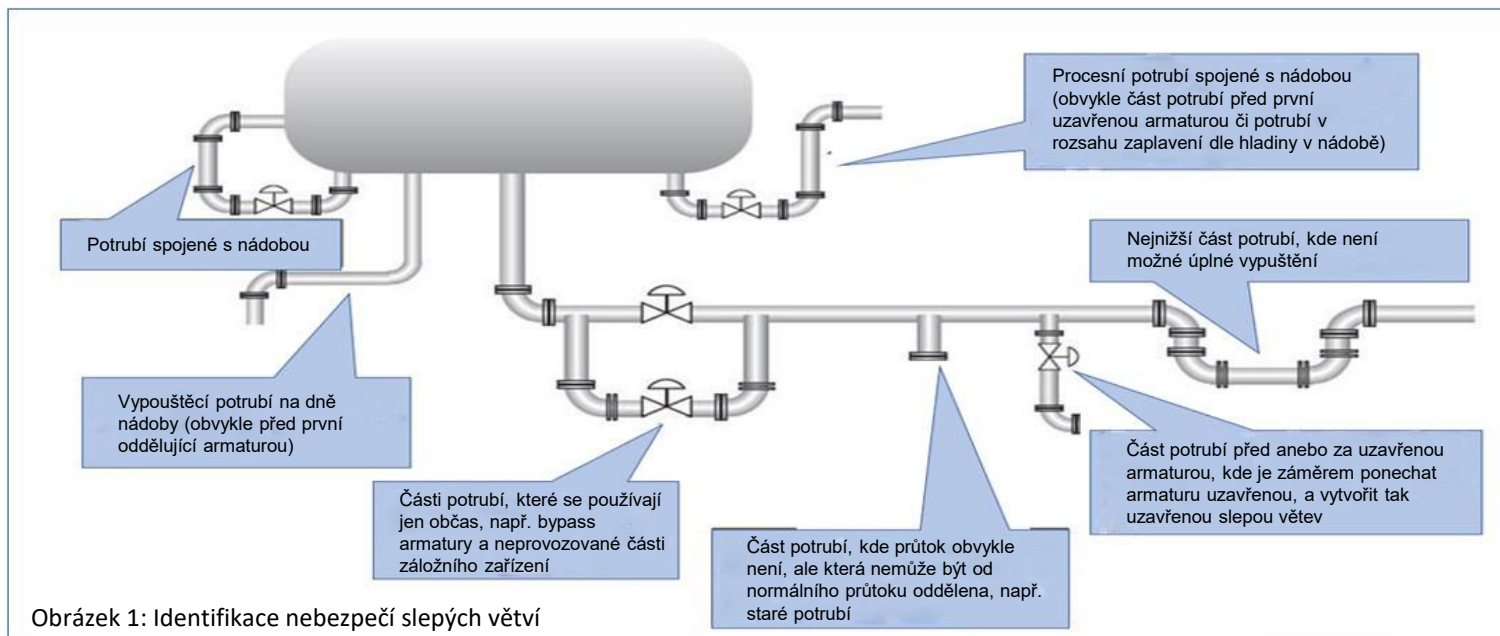 Procesní potrubí spojené s nádobou
(obvykle část potrubí před první
uzavřenou armaturou či potrubí v
rozsahu zaplavení dle hladiny v nádobě)
Potrubí spojené s nádobou
Nejnižší část potrubí, kde není
možné úplné vypuštění
Vypouštěcí potrubí na dně
nádoby (obvykle před první
oddělující armaturou)
Části potrubí, které se používají
jen občas, např. bypass
armatury a neprovozované části
záložního zařízení
Část potrubí, kde průtok obvykle
není, ale která nemůže být od
normálního průtoku oddělena, např.
staré potrubí
Část potrubí před anebo za uzavřenou
armaturou, kde je záměrem ponechat
armaturu uzavřenou, a vytvořit tak
uzavřenou slepou větev
Obrázek 1: Identifikace nebezpečí slepých větví